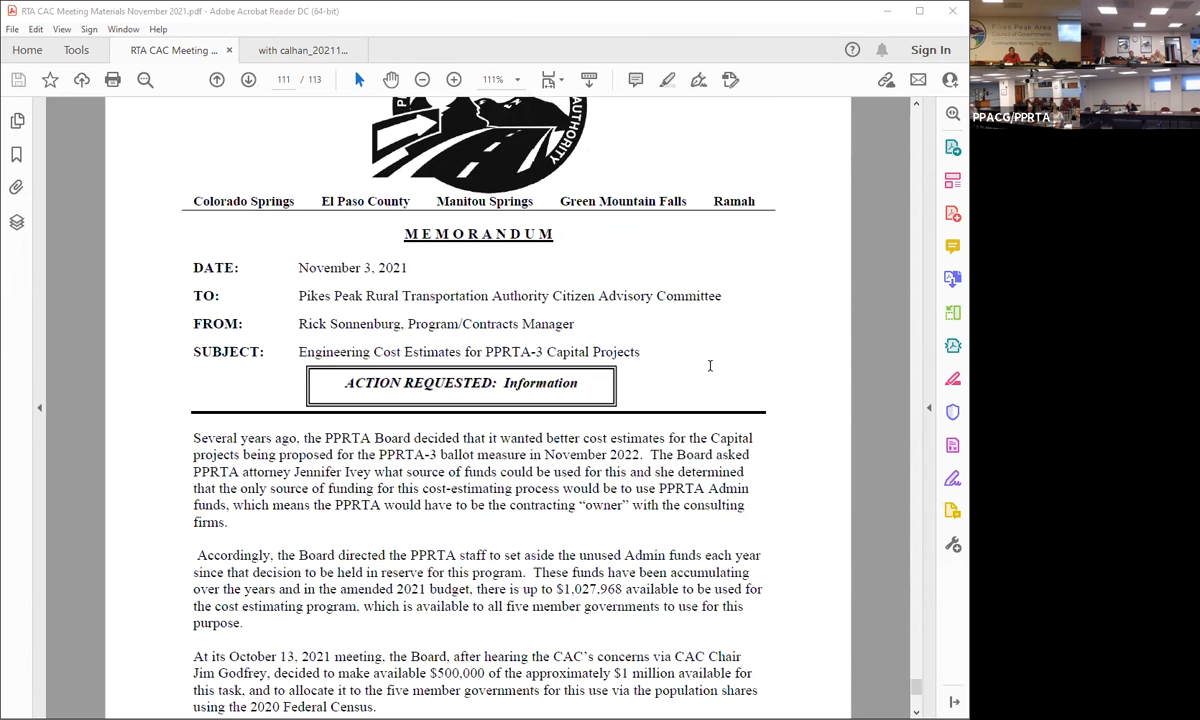 RTA CAC Meeting Materials November 2021.pdf - Adobe Acrobat Reader DC (64-bit)
File Edit View Sign Window Help
Home Tools RTA CAC Meeting ... × with calhan_20211... Sign In
111 / 113 111%
AUTHORITY
Colorado Springs El Paso County Manitou Springs Green Mountain Falls Ramah
MEMORANDUM
DATE: November 3, 2021
TO: Pikes Peak Rural Transportation Authority Citizen Advisory Committee
FROM: Rick Sonnenburg, Program/Contracts Manager
SUBJECT: Engineering Cost Estimates for PPRTA-3 Capital Projects
ACTION REQUESTED: Information
Several years ago, the PPRTA Board decided that it wanted better cost estimates for the Capital
projects being proposed for the PPRTA-3 ballot measure in November 2022. The Board asked
PPRTA attorney Jennifer Ivey what source of funds could be used for this and she determined
that the only source of funding for this cost-estimating process would be to use PPRTA Admin
funds, which means the PPRTA would have to be the contracting “owner” with the consulting
firms.
Accordingly, the Board directed the PPRTA staff to set aside the unused Admin funds each year
since that decision to be held in reserve for this program. These funds have been accumulating
over the years and in the amended 2021 budget, there is up to $1,027,968 available to be used for
the cost estimating program, which is available to all five member governments to use for this
purpose.
At its October 13, 2021 meeting, the Board, after hearing the CAC’s concerns via CAC Chair
Jim Godfrey, decided to make available $500,000 of the approximately $1 million available for
this task, and to allocate it to the five member governments for this use via the population shares
using the 2020 Federal Census.
Pikes Peak Area
Council of Governments
Communities Working Together
PPACG/PPRTA